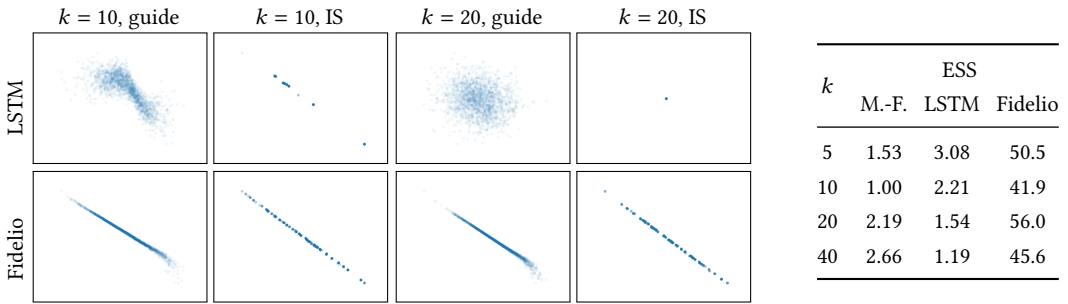 k = 10, guide k = 10, IS k = 20, guide k = 20, IS
LSTM
Fidelio
k ESS
M.-F. LSTM Fidelio
5 1.53 3.08 50.5
10 1.00 2.21 41.9
20 2.19 1.54 56.0
40 2.66 1.19 45.6